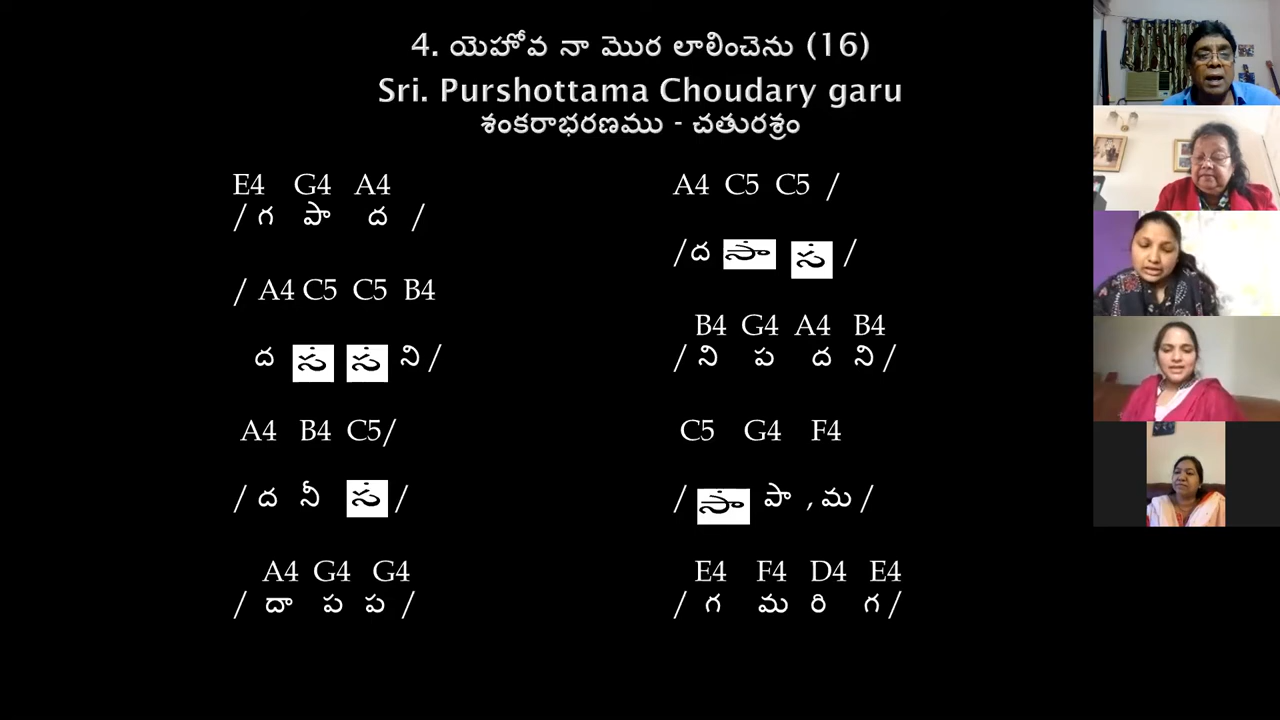 4. యెహోవ నా మొర లాలించెను (16)
Sri. Purshottama Choudary garu
శంకరాభరణము - చతురశ్రం
E4 G4 A4
/ గ పా ద /
/ A4 C5 C5 B4
ద స̇ స̇ ని /
A4 B4 C5/
/ ద నీ స̇ /
A4 G4 G4
/ దా ప ప /
A4 C5 C5 /
/ద సా̇ స̇ /
B4 G4 A4 B4
/ ని ప ద ని /
C5 G4 F4
/ సా̇ పా , మ /
E4 F4 D4 E4
/ గ మ రి గ /